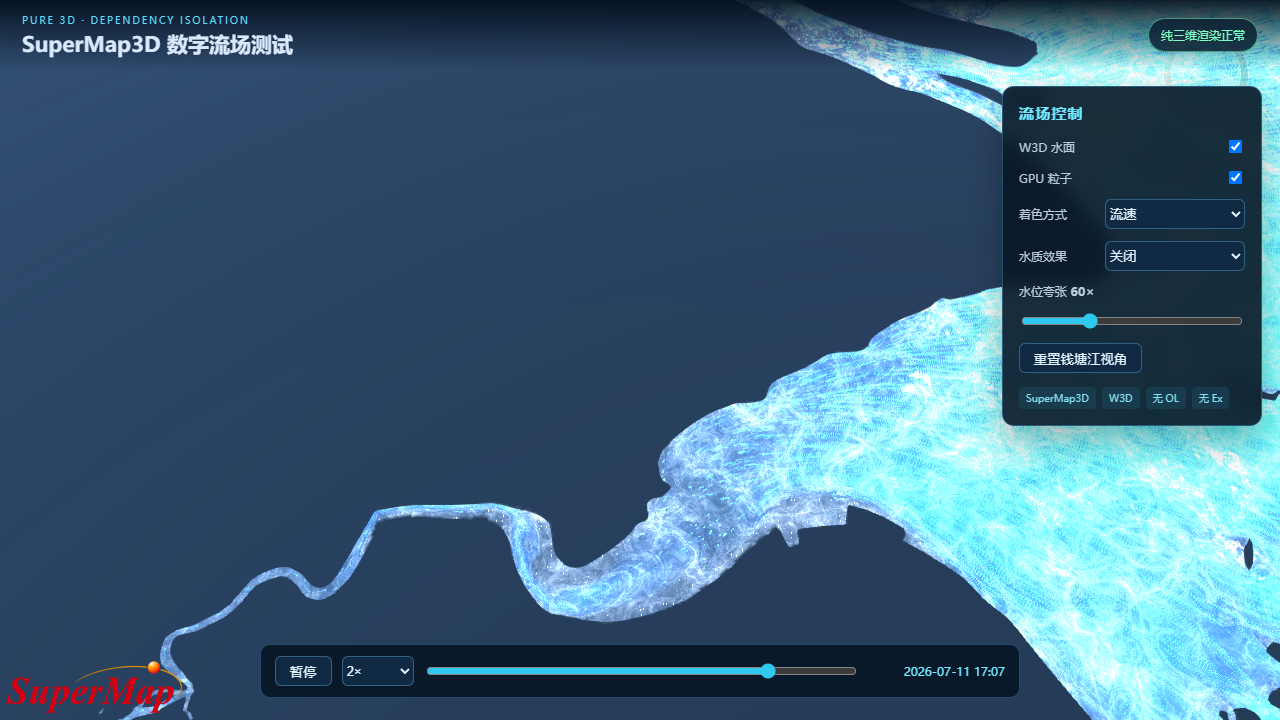 PURE 3D · DEPENDENCY ISOLATION
SuperMap3D 数字流场测试
纯三维渲染正常
流场控制
W3D 水面
GPU 粒子
着色方式 流速
水质效果 关闭
水位夸张 60×
重置钱塘江视角
SuperMap3D W3D 无 OL 无 Ex
暂停 2× 2026-07-11 17:07
SuperMap